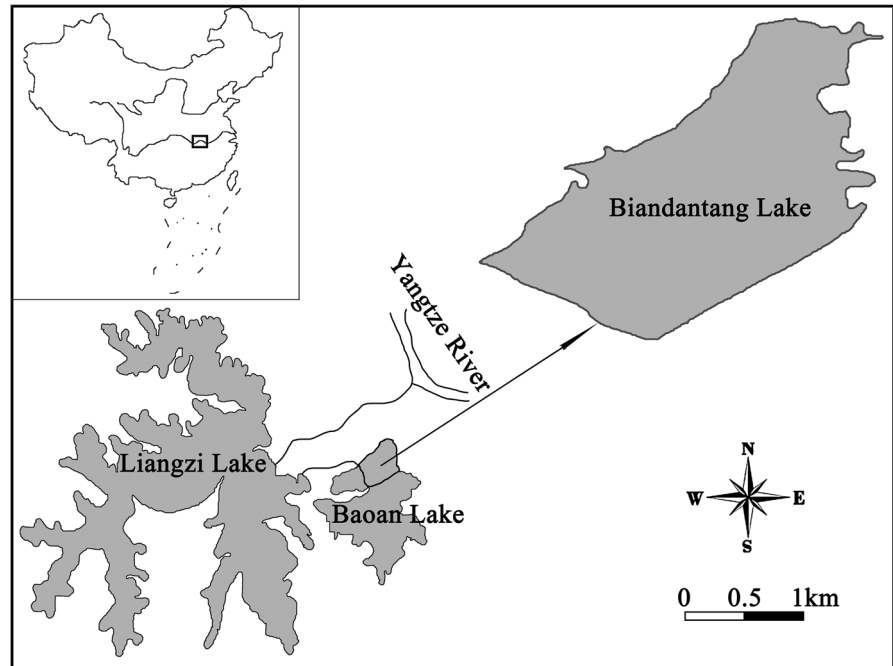 Biandantang Lake
Yangtze River
Liangzi Lake
Baoan Lake
N
W E
S
0 0.5 1km